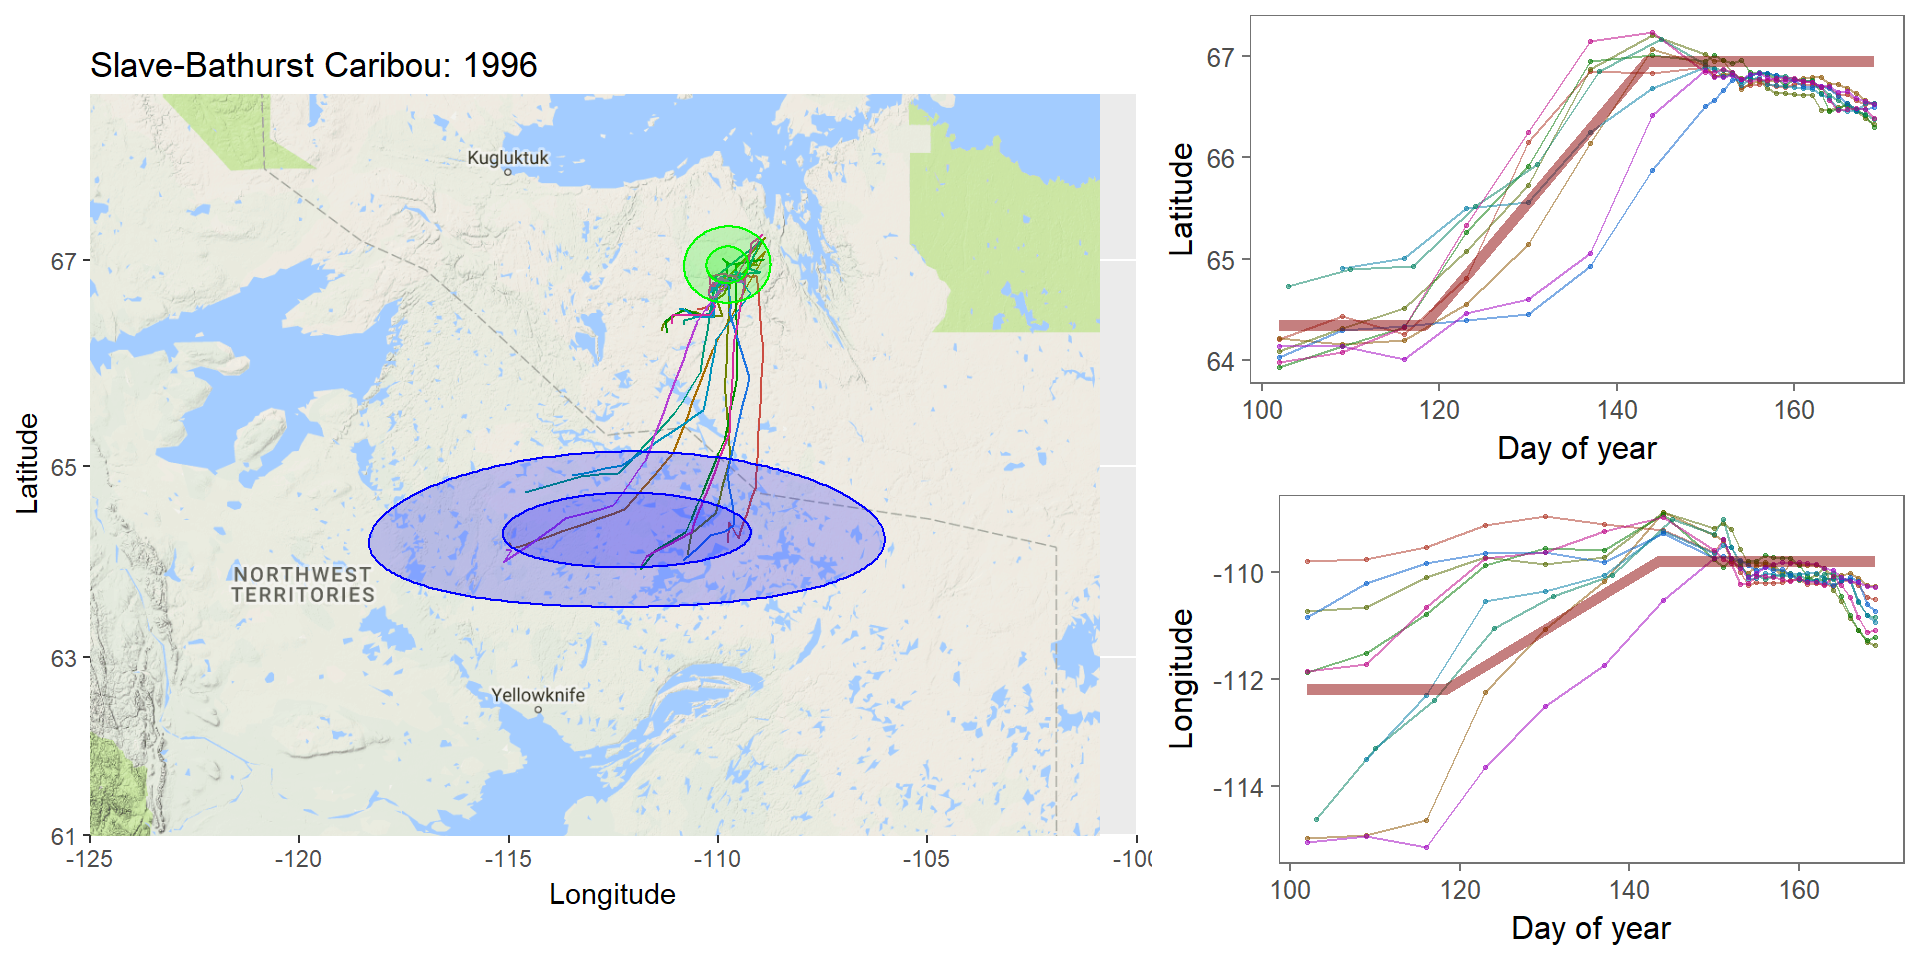 Slave-Bathurst Caribou: 1996
Kugluktuk
NORTHWEST
TERRITORIES
Yellowknife
Latitude
67
65
63
61
-125
-120
-115
-110
-105
-100
Longitude
Latitude
67
66
65
64
100
120
140
160
Day of year
Longitude
-110
-112
-114
100
120
140
160
Day of year